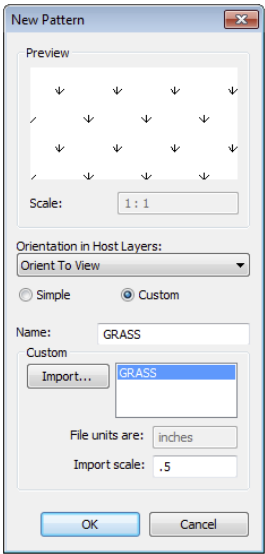 New Pattern
Preview
Scale: 1 : 1
Orientation in Host Layers:
Orient To View
Simple Custom
Name: GRASS
Custom
Import... GRASS
File units are: inches
Import scale: .5
OK Cancel